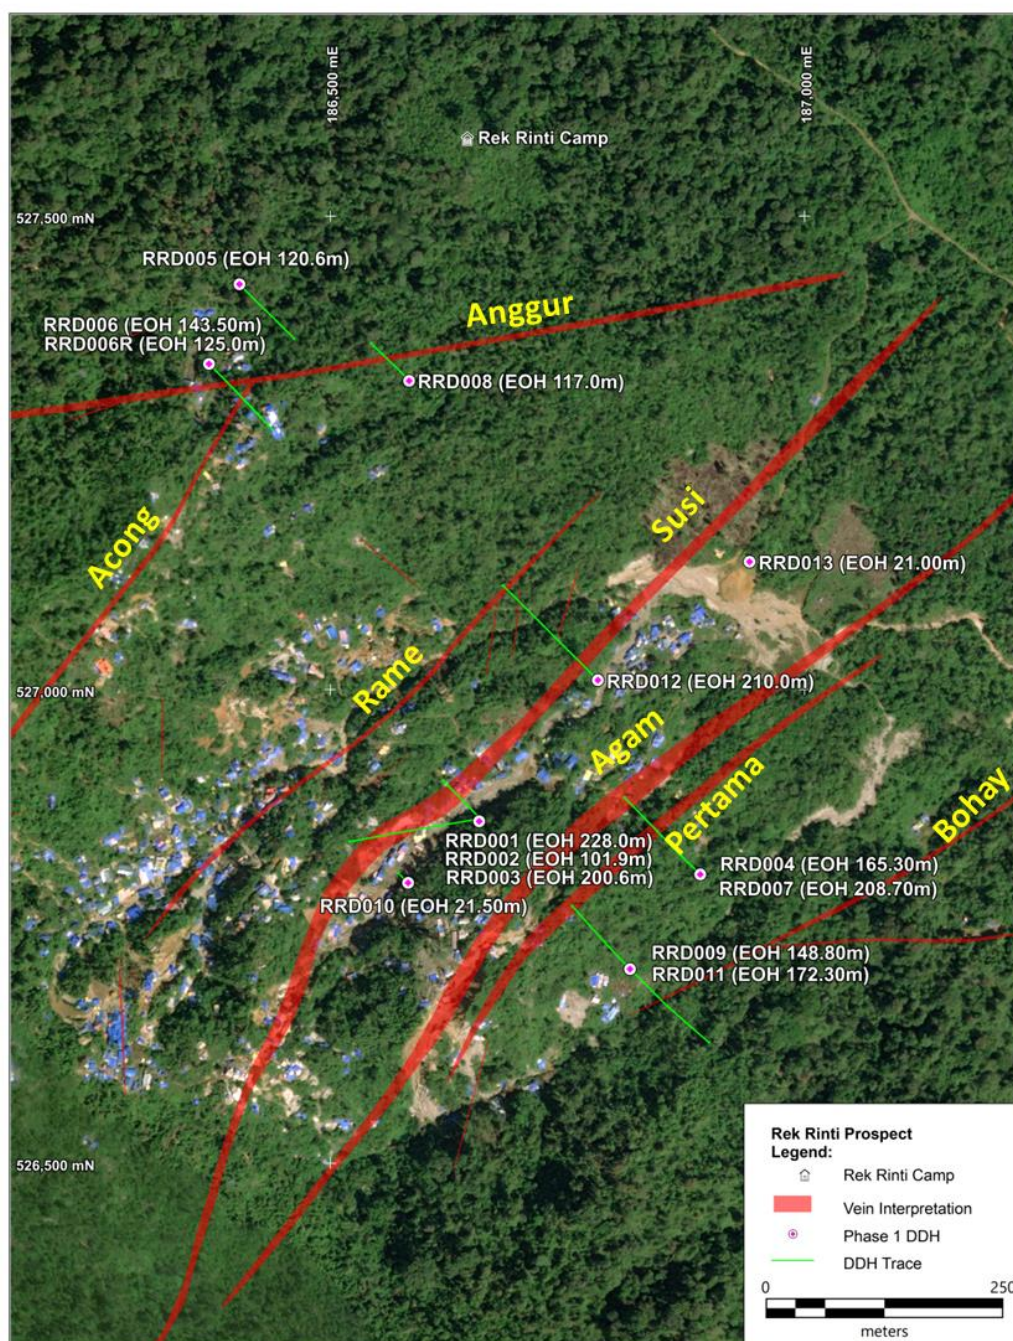 186,500 mE
187,000 mE
Rek Rinti Camp
527,500 mN
RRD005 (EOH 120.6m)
Anggur
RRD006 (EOH 143.50m)
RRD006R (EOH 125.0m)
RRD008 (EOH 117.0m)
Susi
Acong
RRD013 (EOH 21.00m)
Rame
527,000 mN
RRD012 (EOH 210.0m)
Agam
Pertama
Bohay
RRD001 (EOH 228.0m)
RRD002 (EOH 101.9m)
RRD003 (EOH 200.6m)
RRD004 (EOH 165.30m)
RRD007 (EOH 208.70m)
RRD010 (EOH 21.50m)
RRD009 (EOH 148.80m)
RRD011 (EOH 172.30m)
526,500 mN
Rek Rinti Prospect
Legend:
Rek Rinti Camp
Vein Interpretation
Phase 1 DDH
DDH Trace
0 250
meters